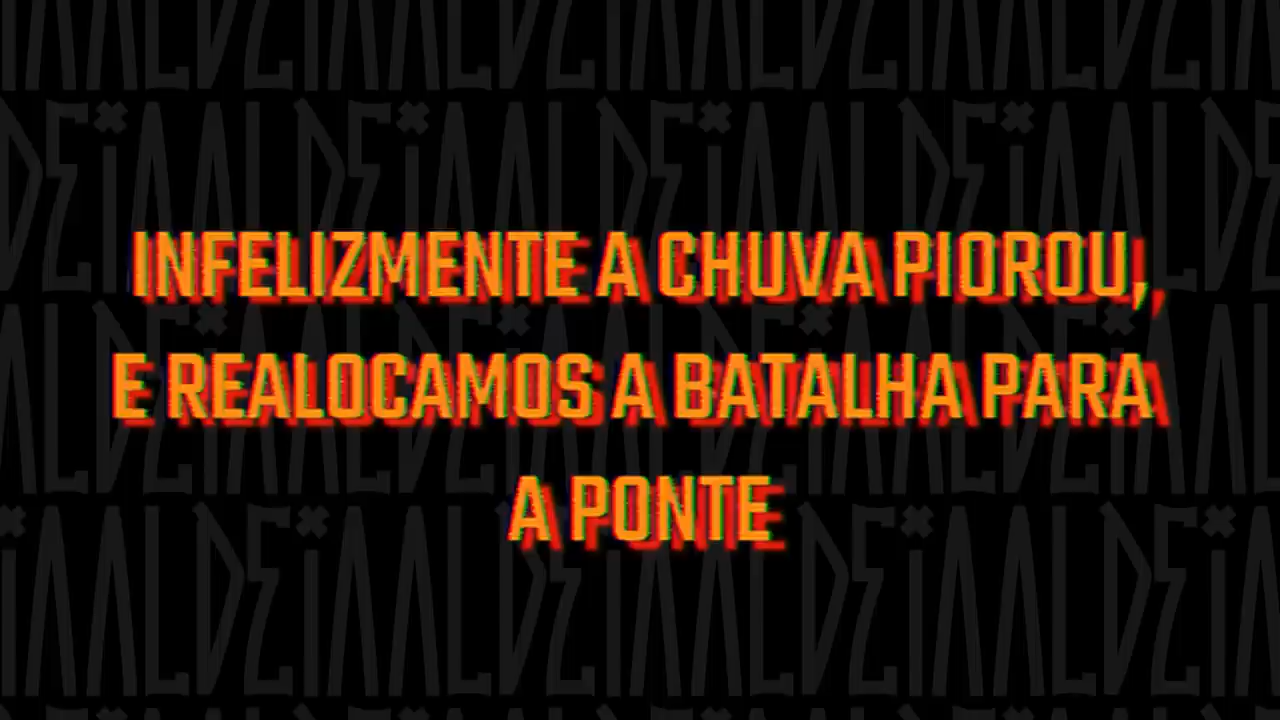 INFELIZMENTE A CHUVA PIOROU,
E REALOCAMOS A BATALHA PARA
A PONTE